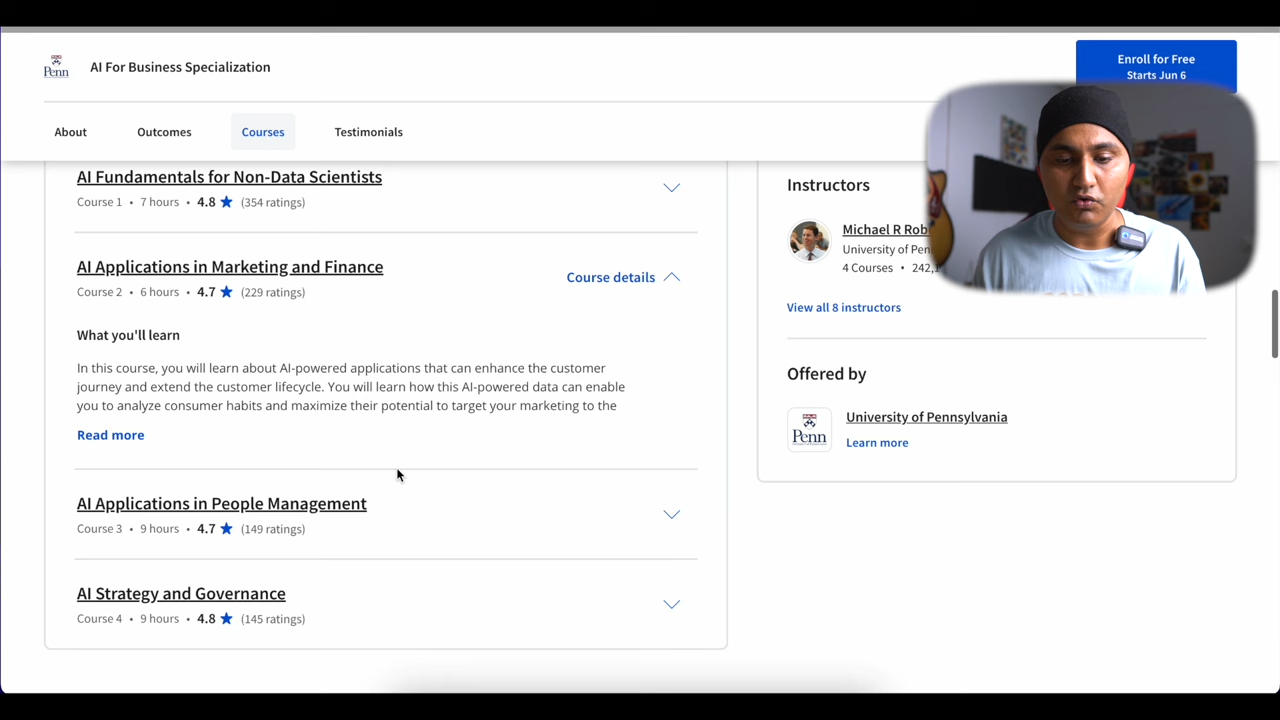 Penn
AI For Business Specialization
Enroll for Free
Starts Jun 6
About
Outcomes
Courses
Testimonials
AI Fundamentals for Non-Data Scientists
Course 1 • 7 hours • 4.8 ★ (354 ratings)
AI Applications in Marketing and Finance
Course 2 • 6 hours • 4.7 ★ (229 ratings)
Course details
What you'll learn
In this course, you will learn about AI-powered applications that can enhance the customer
journey and extend the customer lifecycle. You will learn how this AI-powered data can enable
you to analyze consumer habits and maximize their potential to target your marketing to the
Read more
AI Applications in People Management
Course 3 • 9 hours • 4.7 ★ (149 ratings)
AI Strategy and Governance
Course 4 • 9 hours • 4.8 ★ (145 ratings)
Instructors
Michael R Rob
University of Pen
4 Courses • 242,1
View all 8 instructors
Offered by
Penn
University of Pennsylvania
Learn more